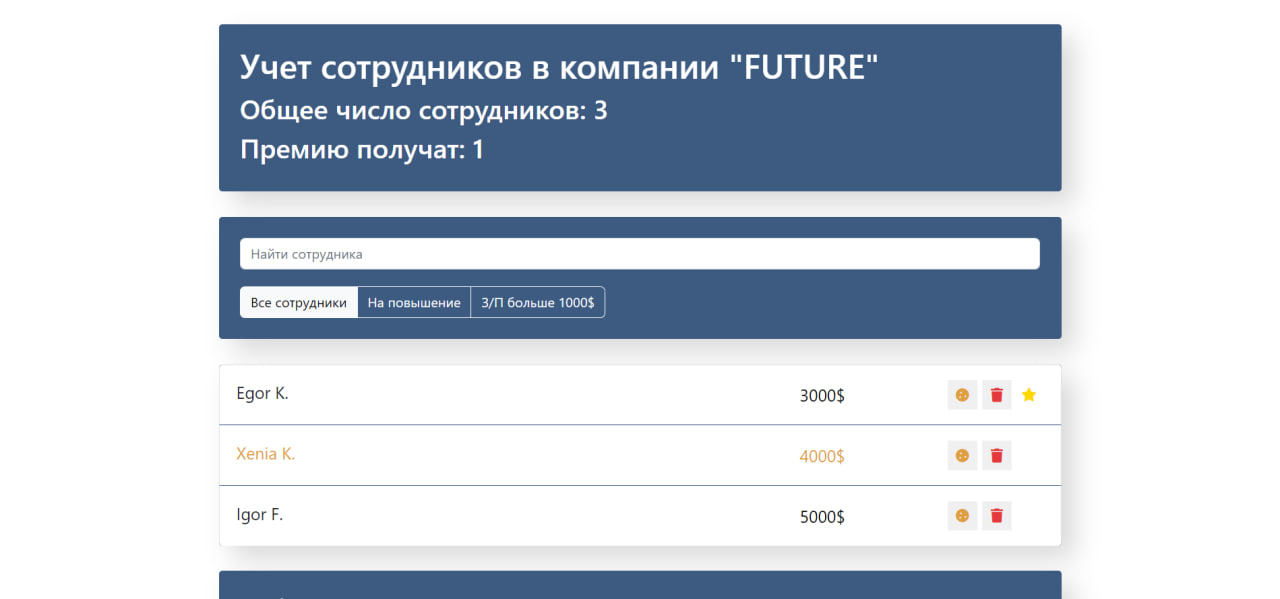 Учет сотрудников в компании "FUTURE"
Общее число сотрудников: 3
Премию получат: 1
Найти сотрудника
Все сотрудники На повышение З/П больше 1000$
Egor K. 3000$
Xenia K. 4000$
Igor F. 5000$